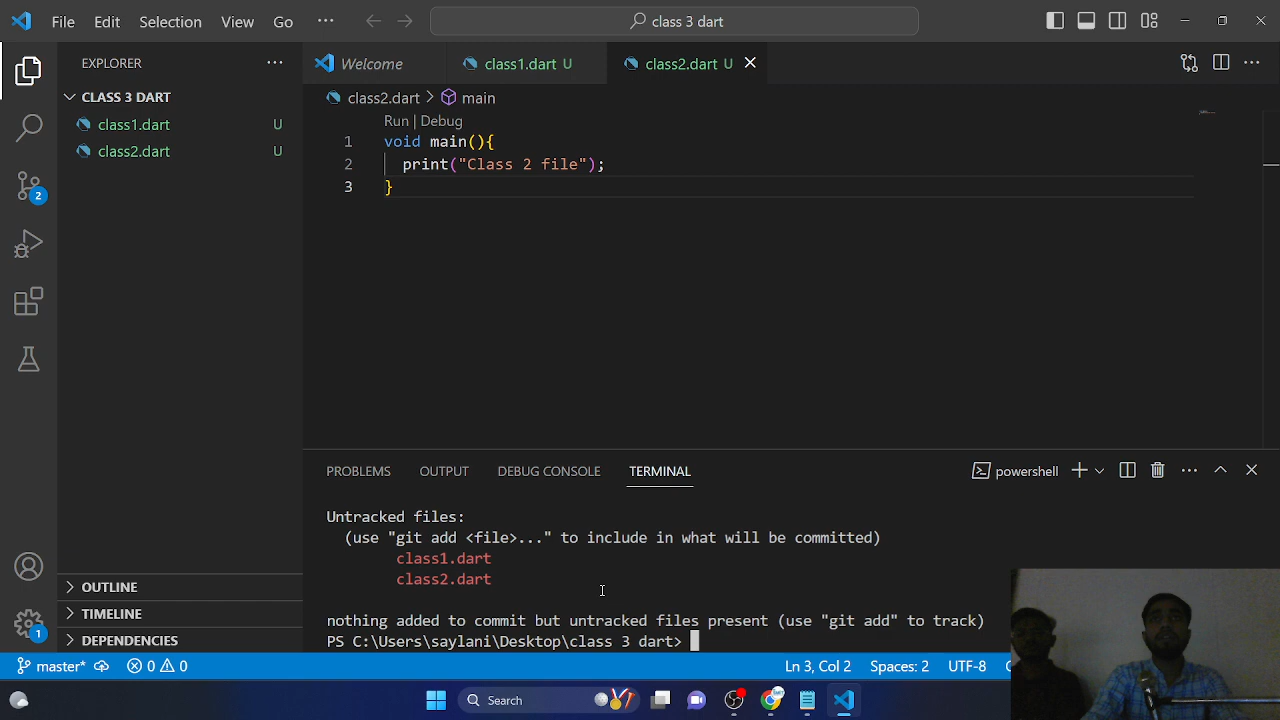 File Edit Selection View Go ··· class 3 dart
EXPLORER ···
CLASS 3 DART
class1.dart U
class2.dart U
2
1
OUTLINE
TIMELINE
DEPENDENCIES
Welcome class1.dart U class2.dart U
class2.dart > main
Run | Debug
1 void main(){
2 print("Class 2 file");
3 }
PROBLEMS OUTPUT DEBUG CONSOLE TERMINAL powershell
Untracked files:
(use "git add <file>..." to include in what will be committed)
class1.dart
class2.dart
nothing added to commit but untracked files present (use "git add" to track)
PS C:\Users\saylani\Desktop\class 3 dart>
master* 0 0 Ln 3, Col 2 Spaces: 2 UTF-8
Search